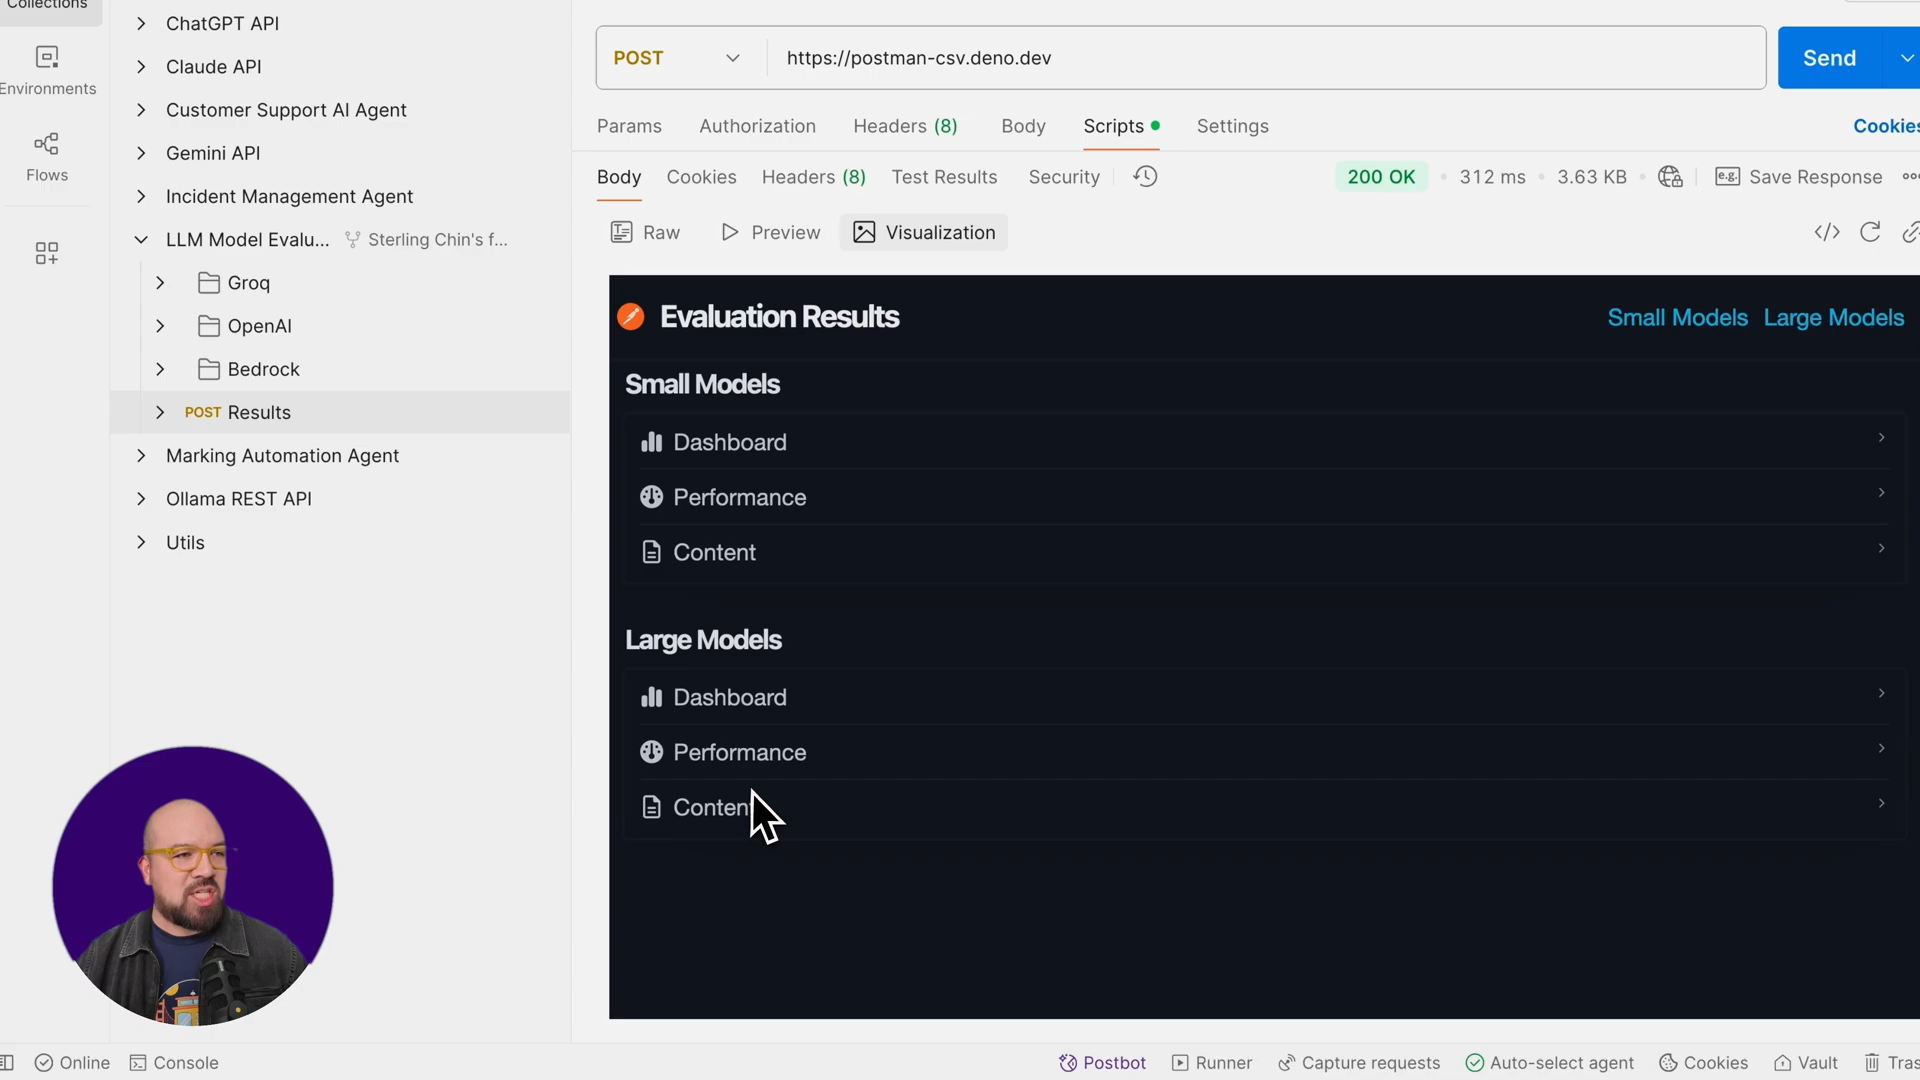 Collections
Environments
Flows
ChatGPT API
Claude API
Customer Support AI Agent
Gemini API
Incident Management Agent
LLM Model Evalu... Sterling Chin's f...
Groq
OpenAI
Bedrock
POST Results
Marking Automation Agent
Ollama REST API
Utils
POST https://postman-csv.deno.dev Send
Params Authorization Headers (8) Body Scripts Settings Cookies
Body Cookies Headers (8) Test Results Security 200 OK • 312 ms • 3.63 KB • e.g. Save Response
Raw Preview Visualization
Evaluation Results Small Models Large Models
Small Models
Dashboard
Performance
Content
Large Models
Dashboard
Performance
Content
Online Console Postbot Runner Capture requests Auto-select agent Cookies Vault Tras